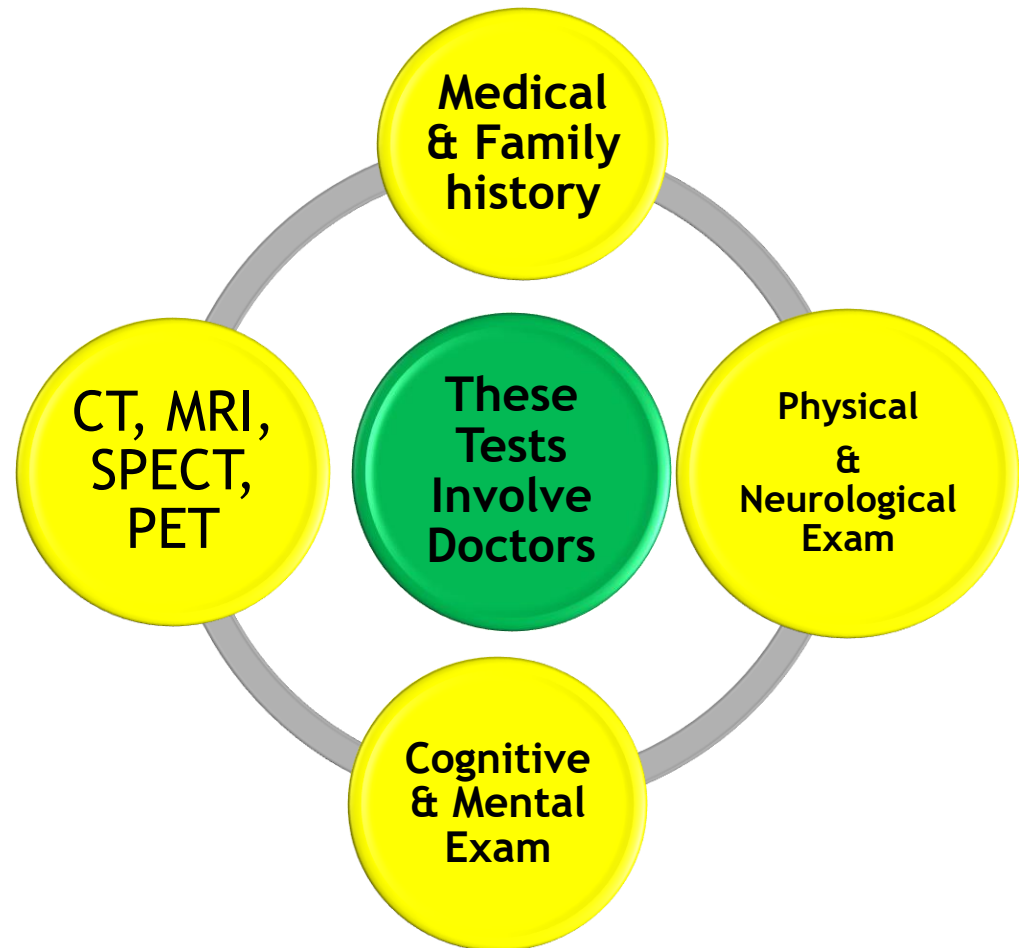 Medical
& Family
history
CT, MRI,
SPECT,
PET
These
Tests
Involve
Doctors
Physical
&
Neurological
Exam
Cognitive
& Mental
Exam